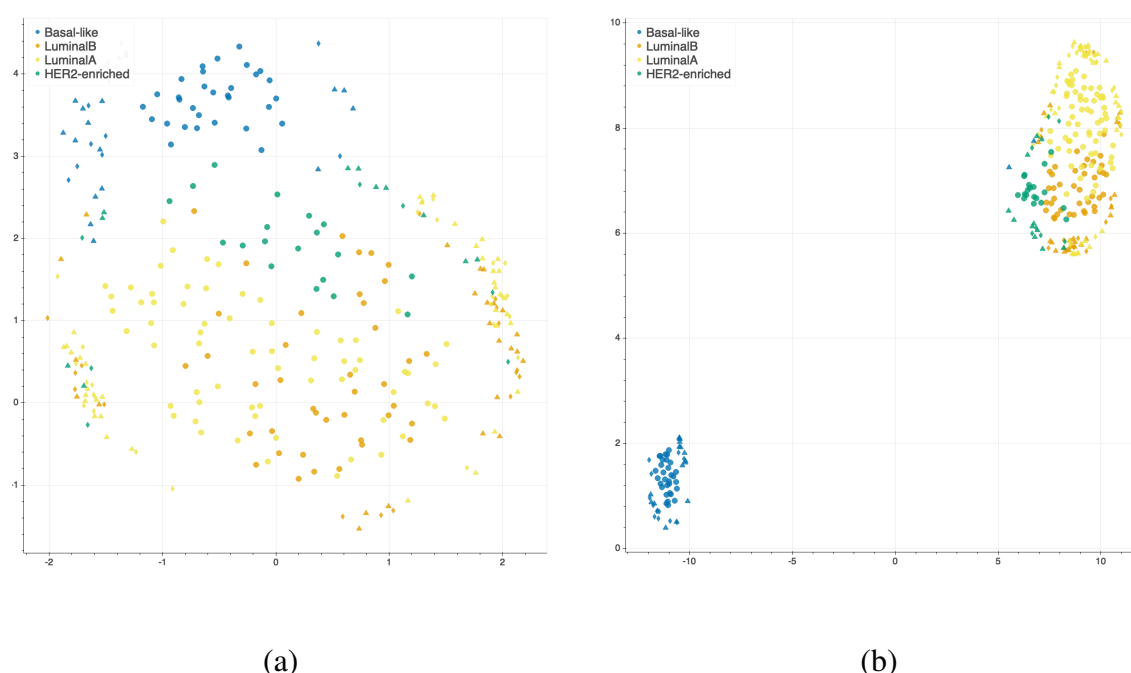 Basal-like
LuminalB
LuminalA
HER2-enriched
4
3
2
1
0
-1
-2
-1
0
1
2
(a)
Basal-like
LuminalB
LuminalA
HER2-enriched
10
8
6
4
2
0
-10
-5
0
5
10
(b)